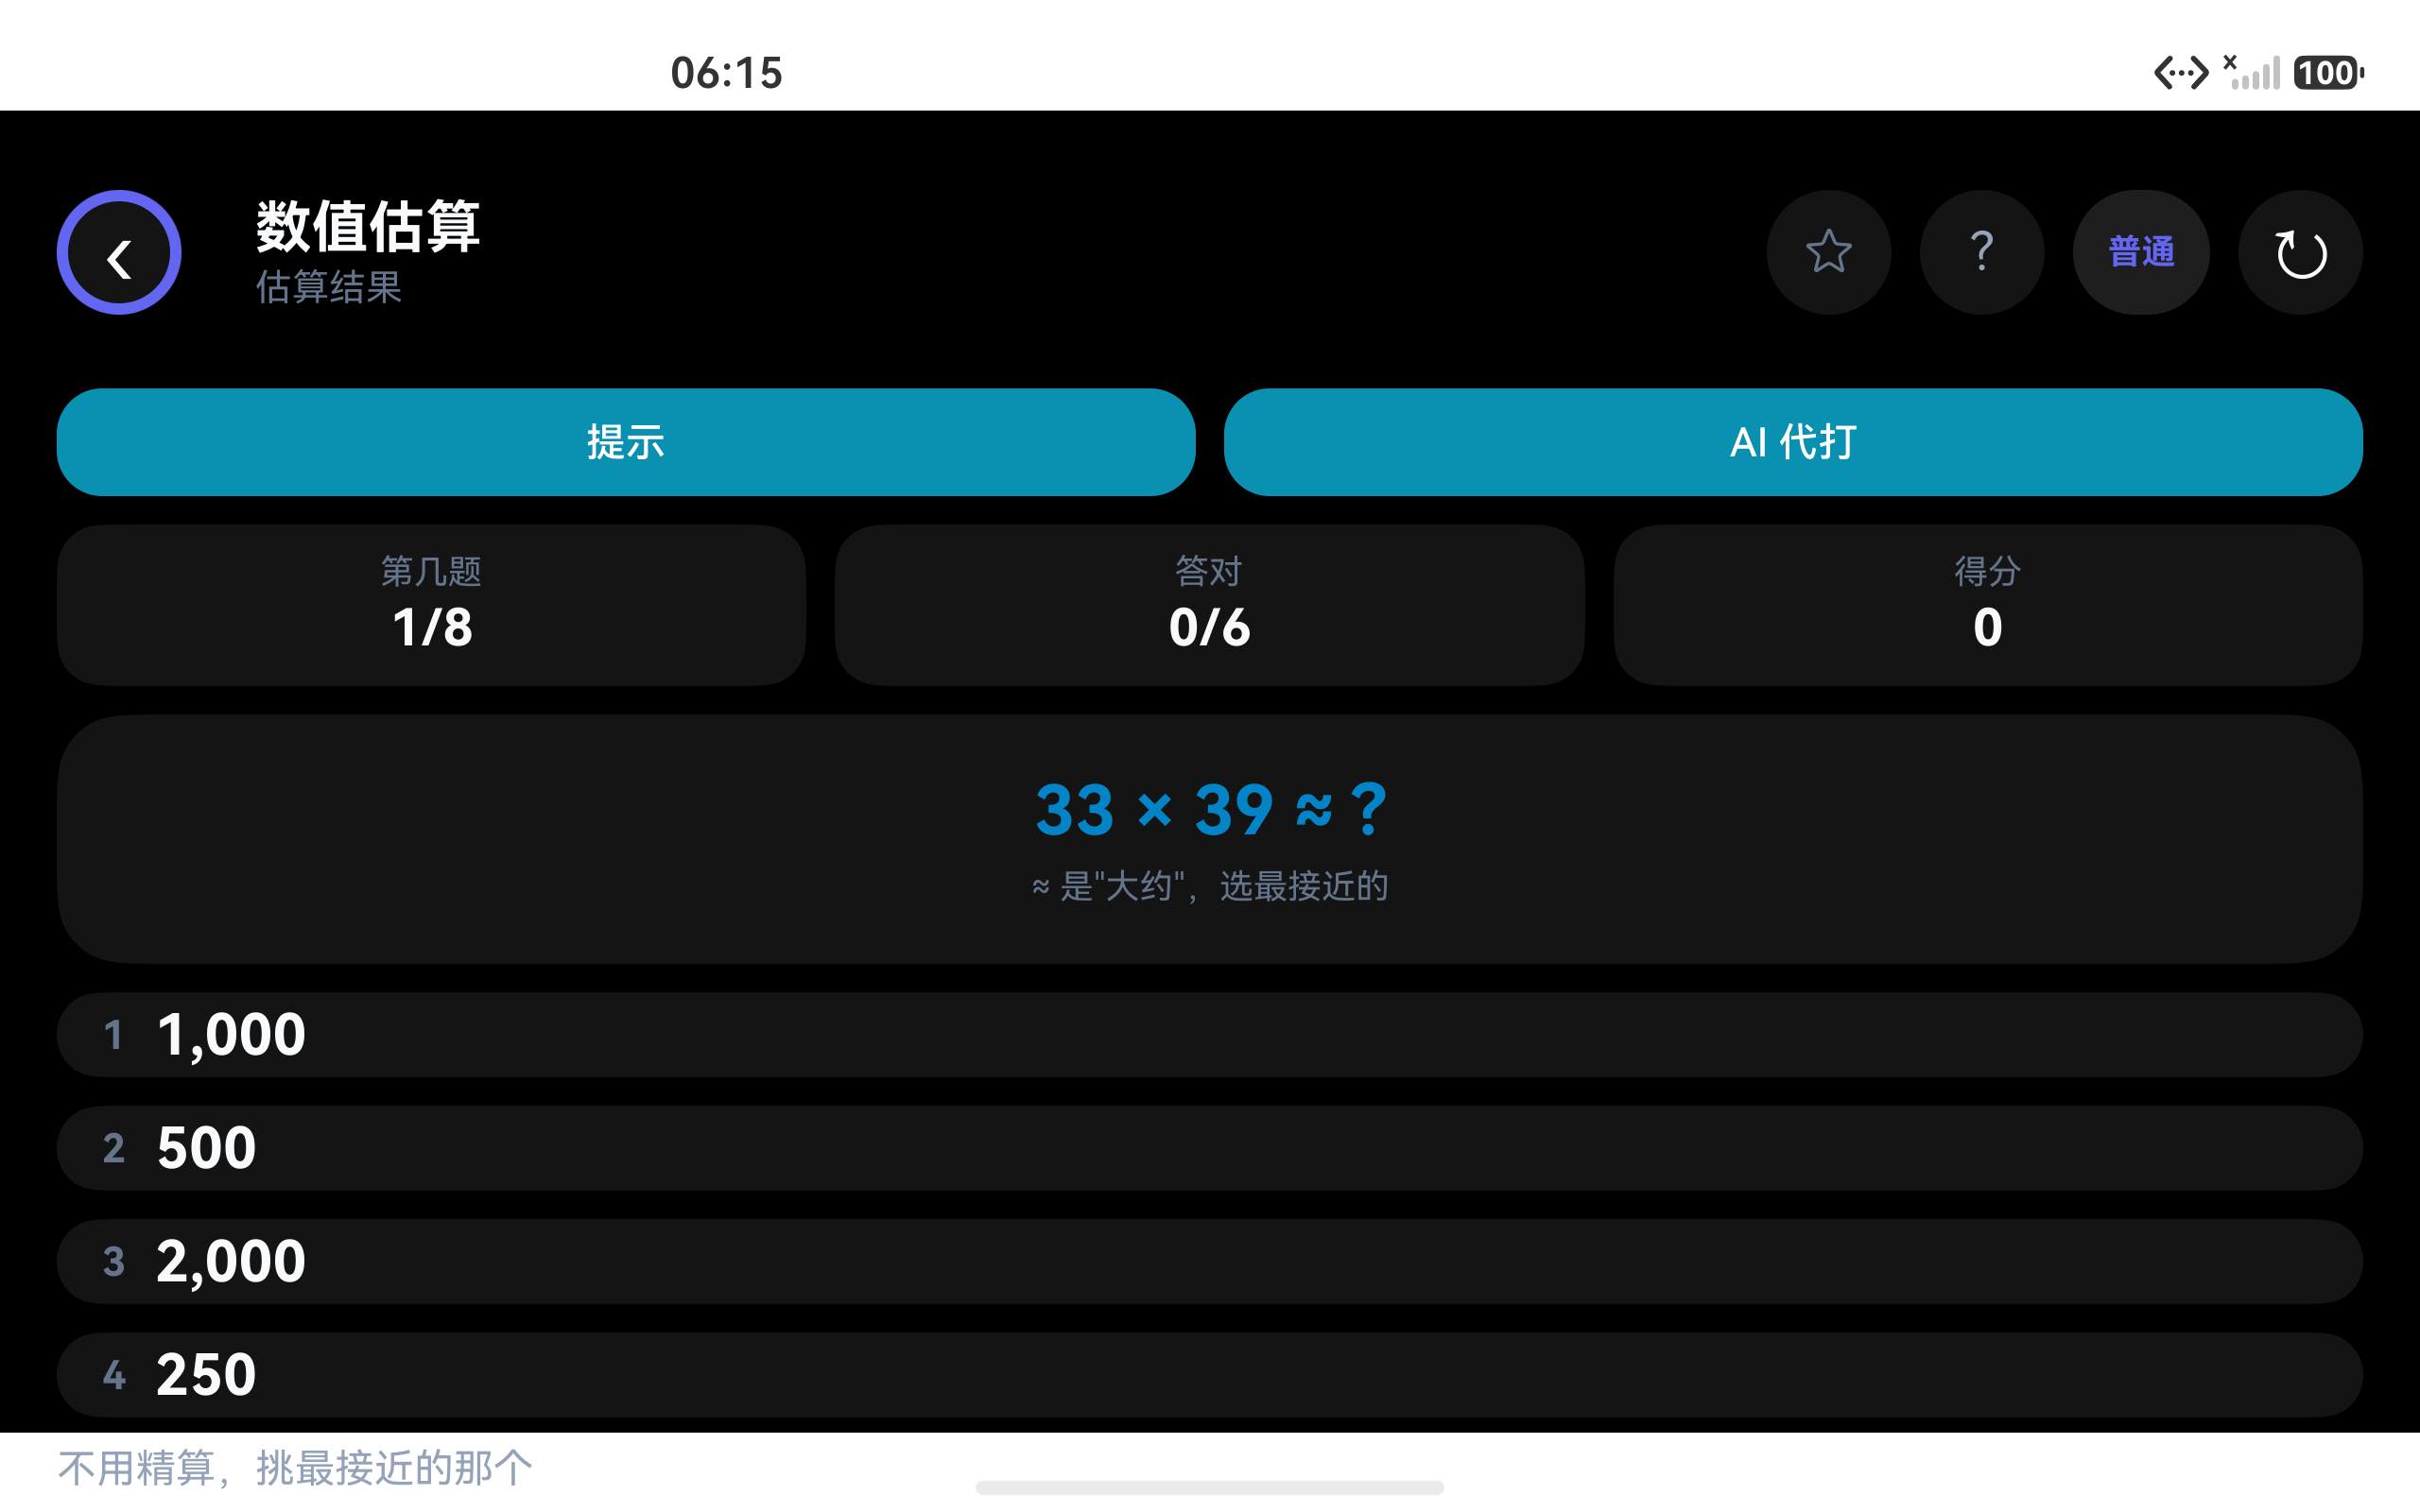 06:15
100
数值估算
估算结果
?
普通
提示
AI 代打
第几题
1/8
答对
0/6
得分
0
33 × 39 ≈ ?
≈ 是"大约"，选最接近的
1 1,000
2 500
3 2,000
4 250
不用精算，挑最接近的那个